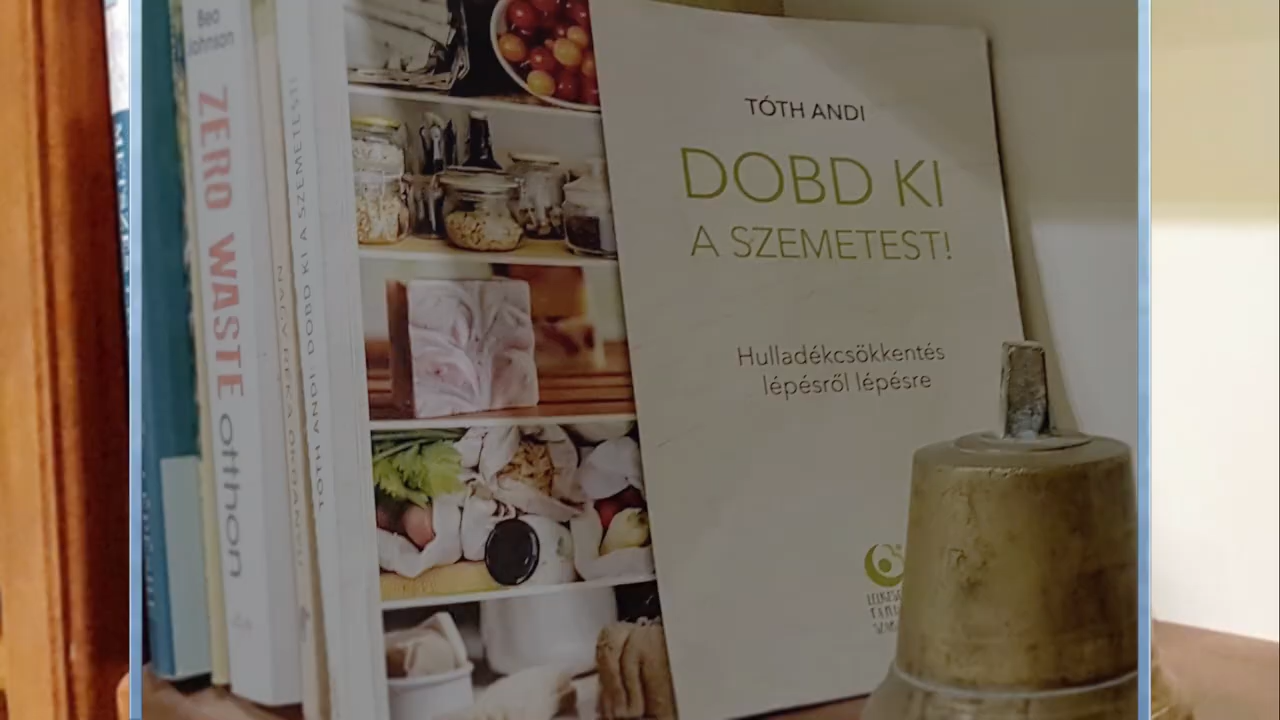 Bea
Johnson
ZERO WASTE otthon
TÓTH ANDI: DOBD KI A SZEMETEST!
TÓTH ANDI
DOBD KI
A SZEMETEST!
Hulladékcsökkentés
lépésről lépésre